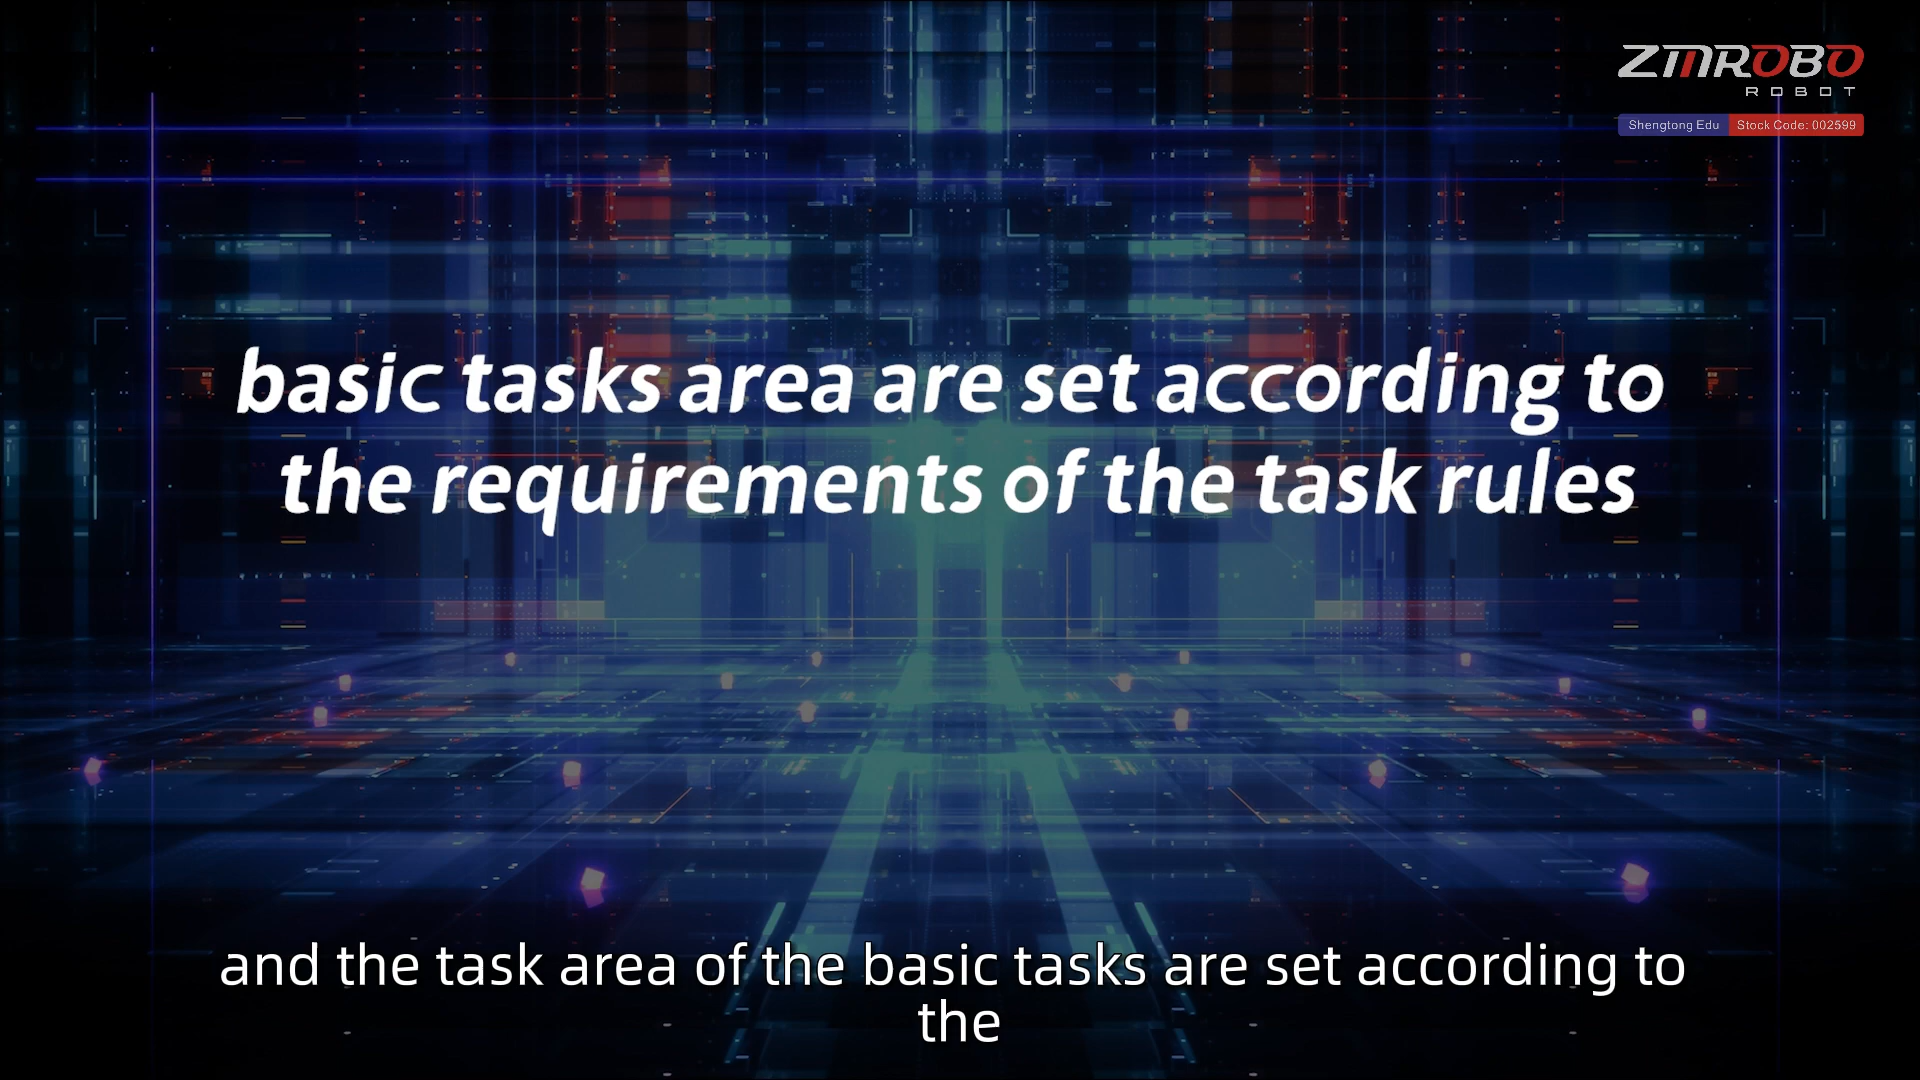 ZMROBO
ROBOT
Shengtong Edu Stock Code: 002599
basic tasks area are set according to
the requirements of the task rules
and the task area of the basic tasks are set according to
the